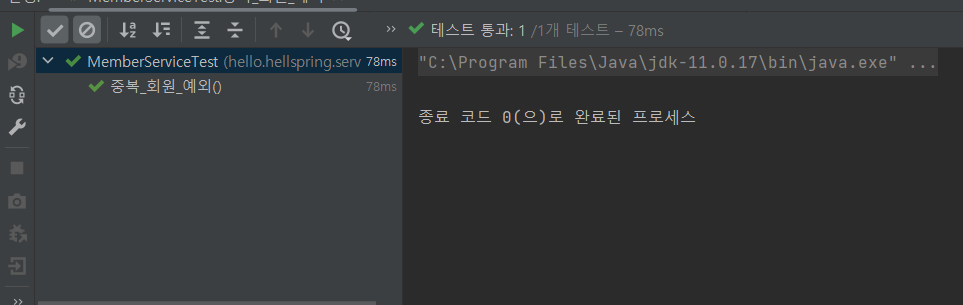 테스트 통과: 1 /1개 테스트 – 78ms
MemberServiceTest (hello.hellspring.serv 78ms
중복_회원_예외() 78ms
"C:\Program Files\Java\jdk-11.0.17\bin\java.exe" ...
종료 코드 0(으)로 완료된 프로세스